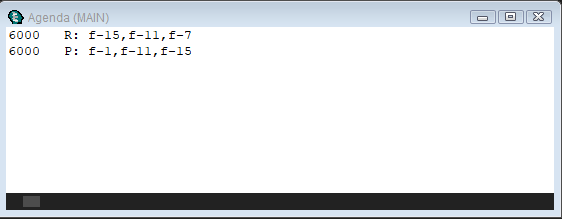 Agenda (MAIN)
6000 R: f-15,f-11,f-7
6000 P: f-1,f-11,f-15